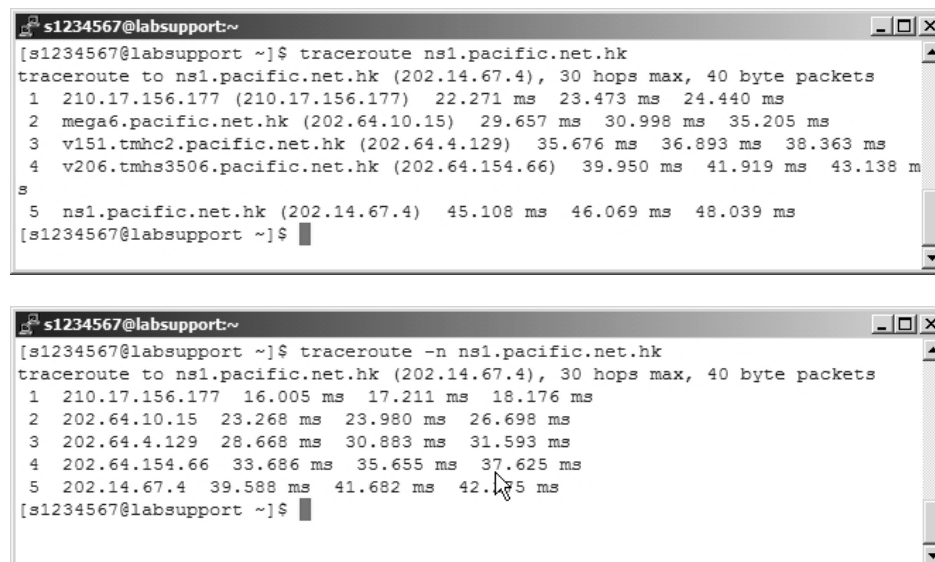 s1234567@labsupport:~
[s1234567@labsupport ~]$ traceroute ns1.pacific.net.hk
traceroute to ns1.pacific.net.hk (202.14.67.4), 30 hops max, 40 byte packets
1 210.17.156.177 (210.17.156.177) 22.271 ms 23.473 ms 24.440 ms
2 mega6.pacific.net.hk (202.64.10.15) 29.657 ms 30.998 ms 35.205 ms
3 v151.tmhc2.pacific.net.hk (202.64.4.129) 35.676 ms 36.893 ms 38.363 ms
4 v206.tmhs3506.pacific.net.hk (202.64.154.66) 39.950 ms 41.919 ms 43.138 m
s
5 ns1.pacific.net.hk (202.14.67.4) 45.108 ms 46.069 ms 48.039 ms
[s1234567@labsupport ~]$
s1234567@labsupport:~
[s1234567@labsupport ~]$ traceroute -n ns1.pacific.net.hk
traceroute to ns1.pacific.net.hk (202.14.67.4), 30 hops max, 40 byte packets
1 210.17.156.177 16.005 ms 17.211 ms 18.176 ms
2 202.64.10.15 23.268 ms 23.980 ms 26.698 ms
3 202.64.4.129 28.668 ms 30.883 ms 31.593 ms
4 202.64.154.66 33.686 ms 35.655 ms 37.625 ms
5 202.14.67.4 39.588 ms 41.682 ms ms
[s1234567@labsupport ~]$